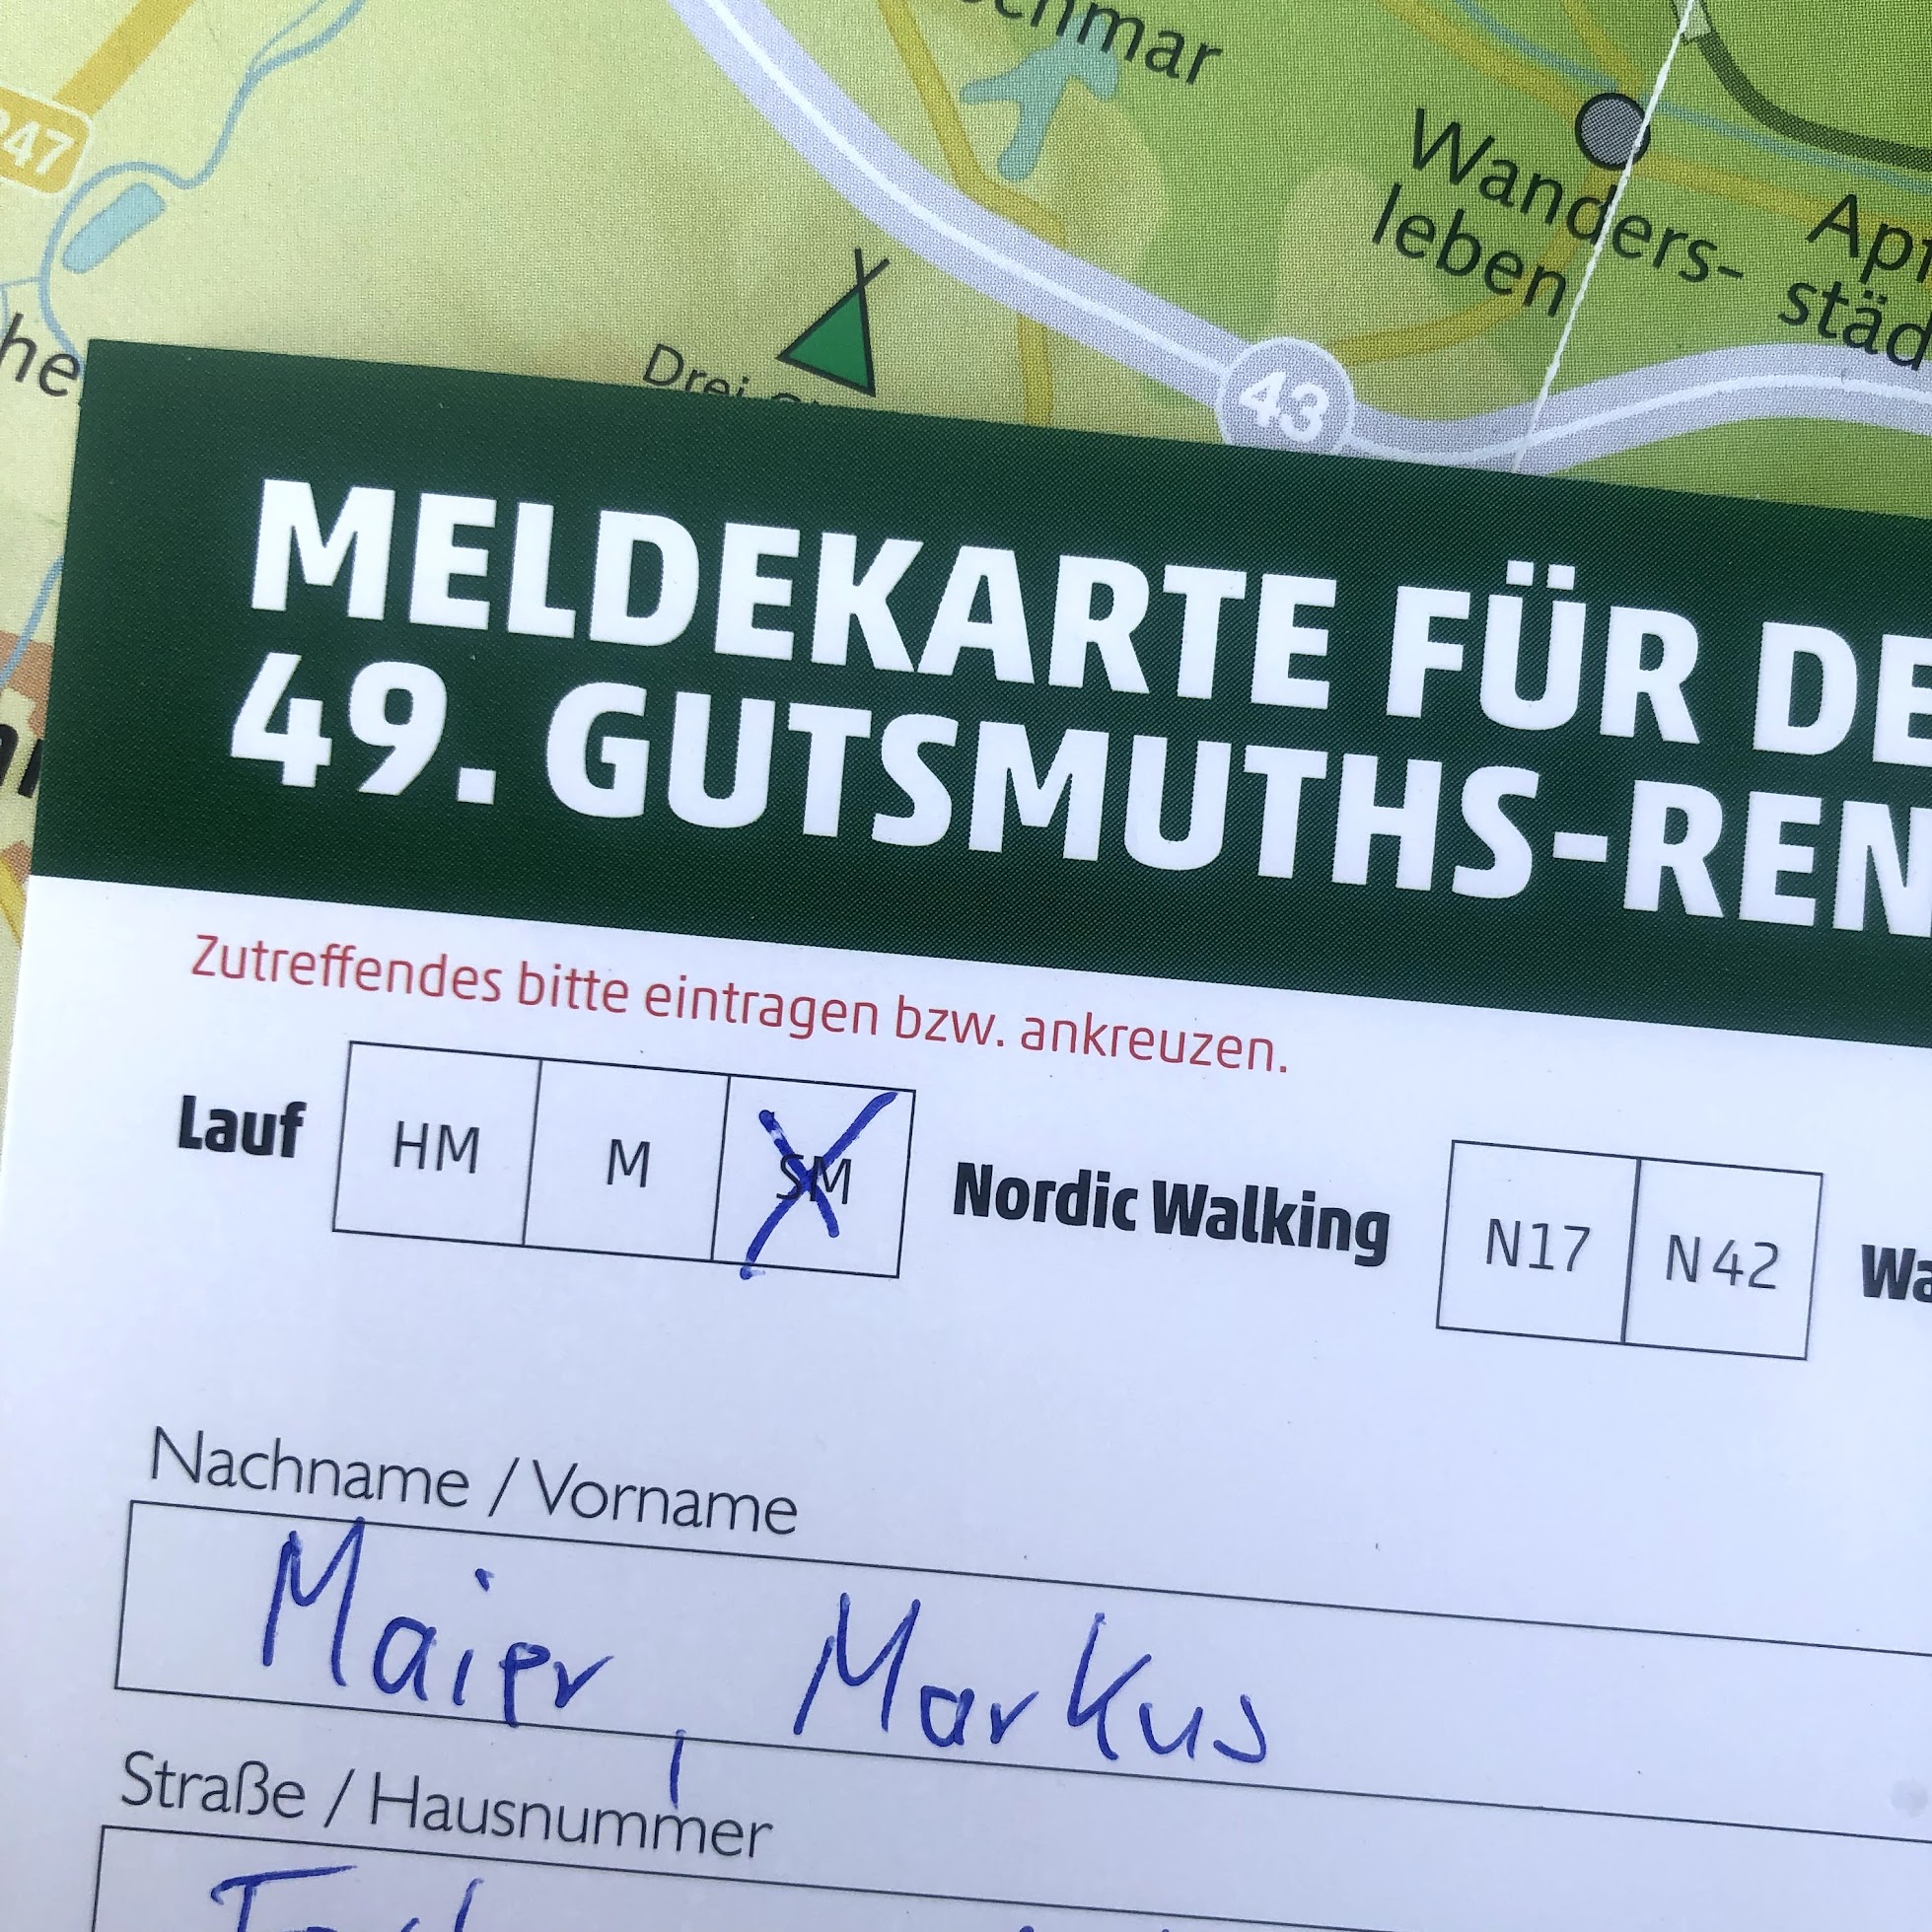 Wanders-
leben
43
MELDEKARTE FÜR DE
49. GUTSMUTHS-REN
Zutreffendes bitte eintragen bzw. ankreuzen.
Lauf HM M SM Nordic Walking N17 N42 Wa
Nachname / Vorname
Maier, Markus
Straße / Hausnummer